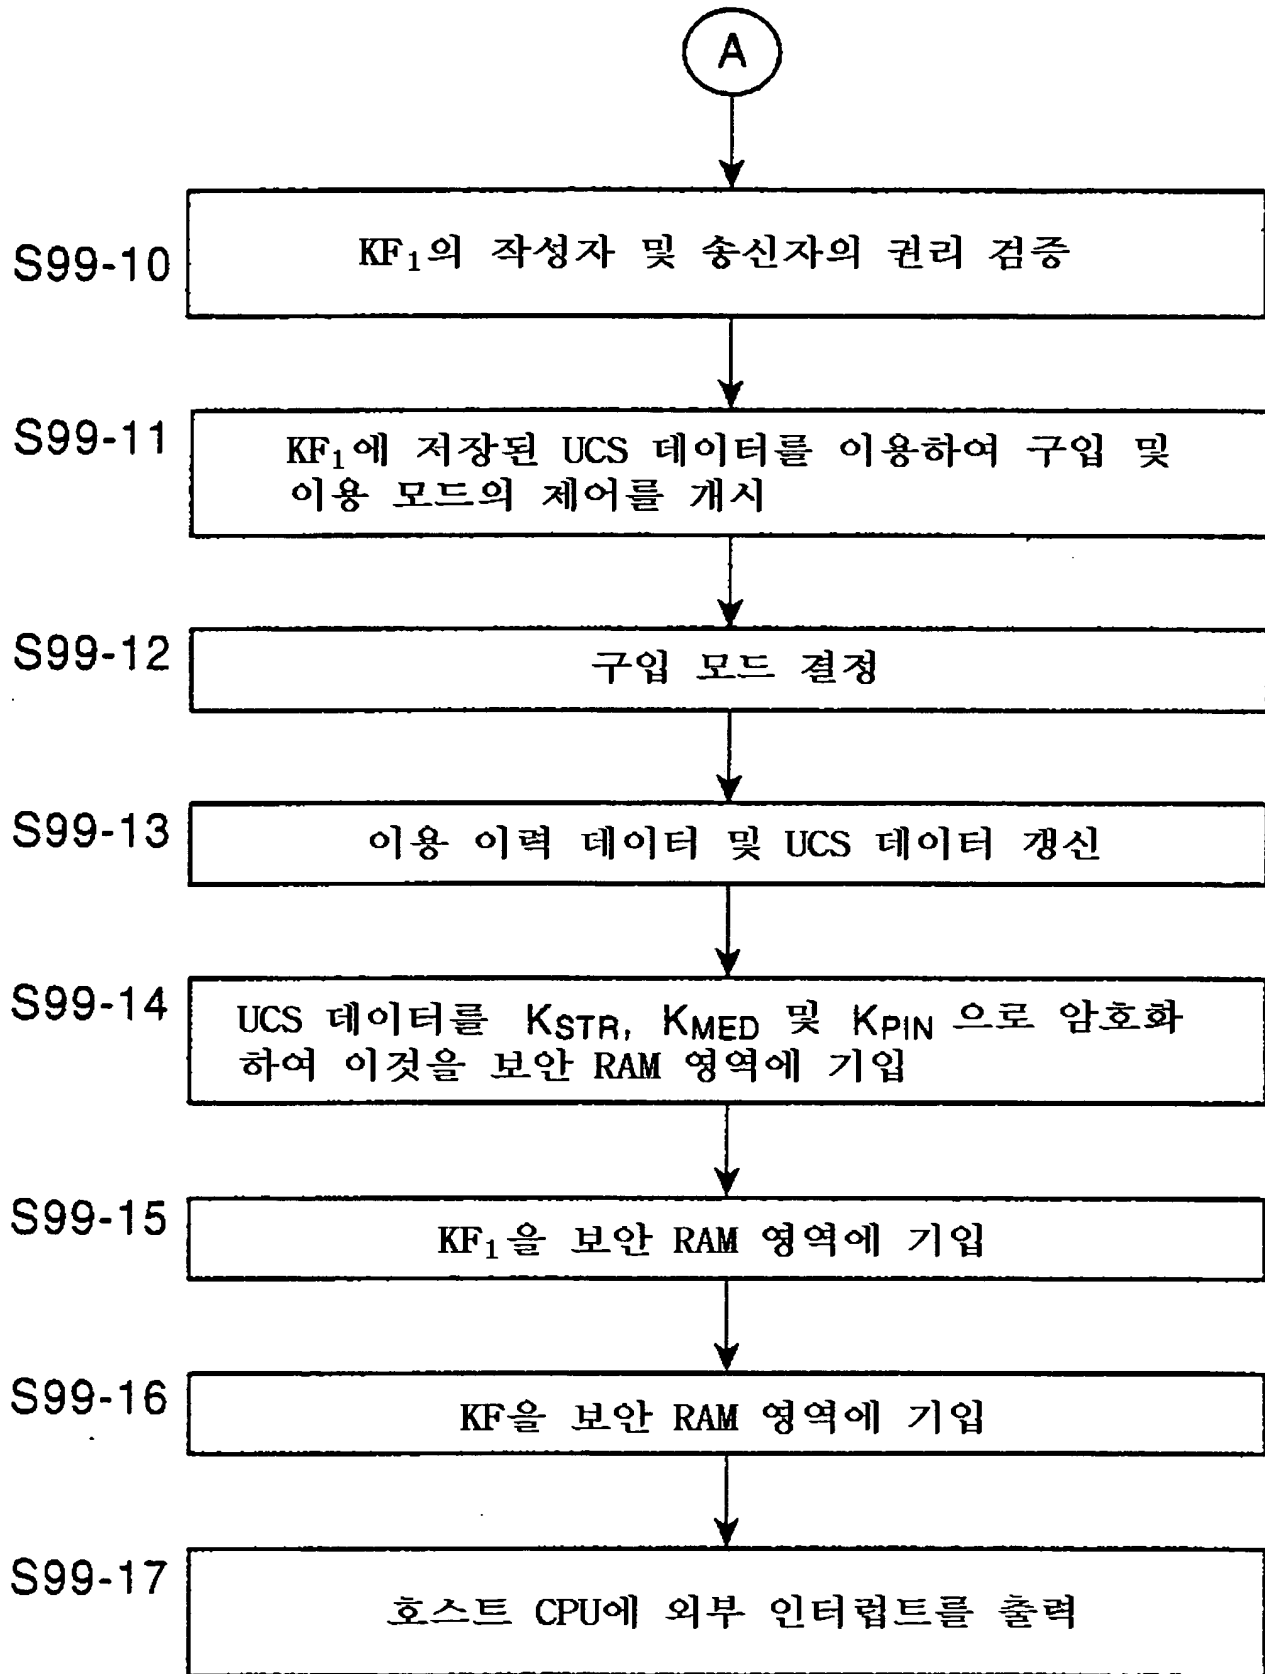 A
S99-10
KF₁의 작성자 및 송신자의 권리 검증
S99-11
KF₁에 저장된 UCS 데이터를 이용하여 구입 및
이용 모드의 제어를 개시
S99-12
구입 모드 결정
S99-13
이용 이력 데이터 및 UCS 데이터 갱신
S99-14
UCS 데이터를 KSTR, KMED 및 KPIN 으로 암호화
하여 이것을 보안 RAM 영역에 기입
S99-15
KF₁을 보안 RAM 영역에 기입
S99-16
KF을 보안 RAM 영역에 기입
S99-17
호스트 CPU에 외부 인터럽트를 출력